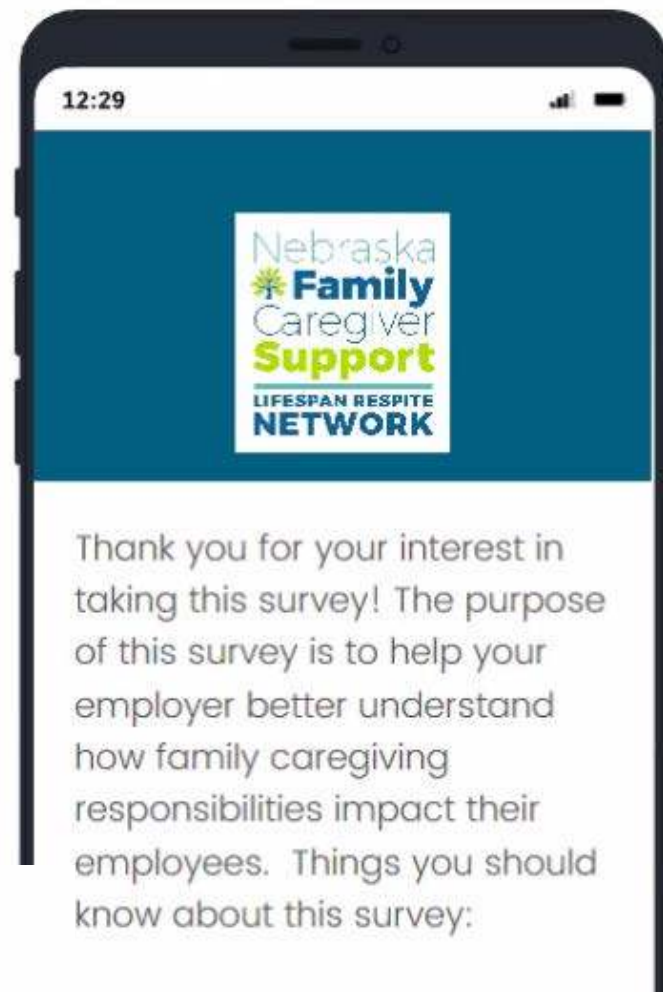 12:29
Nebraska
Family
Caregiver
Support
LIFESPAN RESPITE
NETWORK
Thank you for your interest in
taking this survey! The purpose
of this survey is to help your
employer better understand
how family caregiving
responsibilities impact their
employees.  Things you should
know about this survey: